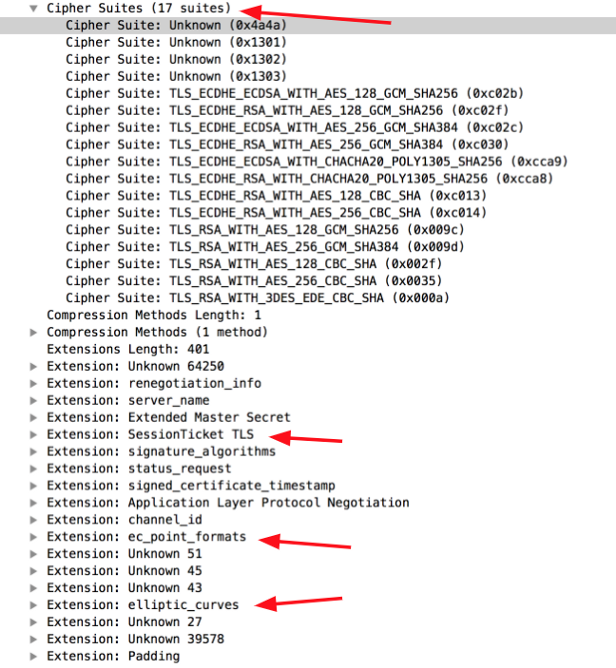 Cipher Suites (17 suites)
Cipher Suite: Unknown (0x4a4a)
Cipher Suite: Unknown (0x1301)
Cipher Suite: Unknown (0x1302)
Cipher Suite: Unknown (0x1303)
Cipher Suite: TLS_ECDHE_ECDSA_WITH_AES_128_GCM_SHA256 (0xc02b)
Cipher Suite: TLS_ECDHE_RSA_WITH_AES_128_GCM_SHA256 (0xc02f)
Cipher Suite: TLS_ECDHE_ECDSA_WITH_AES_256_GCM_SHA384 (0xc02c)
Cipher Suite: TLS_ECDHE_RSA_WITH_AES_256_GCM_SHA384 (0xc030)
Cipher Suite: TLS_ECDHE_ECDSA_WITH_CHACHA20_POLY1305_SHA256 (0xcca9)
Cipher Suite: TLS_ECDHE_RSA_WITH_CHACHA20_POLY1305_SHA256 (0xcca8)
Cipher Suite: TLS_ECDHE_RSA_WITH_AES_128_CBC_SHA (0xc013)
Cipher Suite: TLS_ECDHE_RSA_WITH_AES_256_CBC_SHA (0xc014)
Cipher Suite: TLS_RSA_WITH_AES_128_GCM_SHA256 (0x009c)
Cipher Suite: TLS_RSA_WITH_AES_256_GCM_SHA384 (0x009d)
Cipher Suite: TLS_RSA_WITH_AES_128_CBC_SHA (0x002f)
Cipher Suite: TLS_RSA_WITH_AES_256_CBC_SHA (0x0035)
Cipher Suite: TLS_RSA_WITH_3DES_EDE_CBC_SHA (0x000a)
Compression Methods Length: 1
Compression Methods (1 method)
Extensions Length: 401
Extension: Unknown 64250
Extension: renegotiation_info
Extension: server_name
Extension: Extended Master Secret
Extension: SessionTicket TLS
Extension: signature_algorithms
Extension: status_request
Extension: signed_certificate_timestamp
Extension: Application Layer Protocol Negotiation
Extension: channel_id
Extension: ec_point_formats
Extension: Unknown 51
Extension: Unknown 45
Extension: Unknown 43
Extension: elliptic_curves
Extension: Unknown 27
Extension: Unknown 39578
Extension: Padding